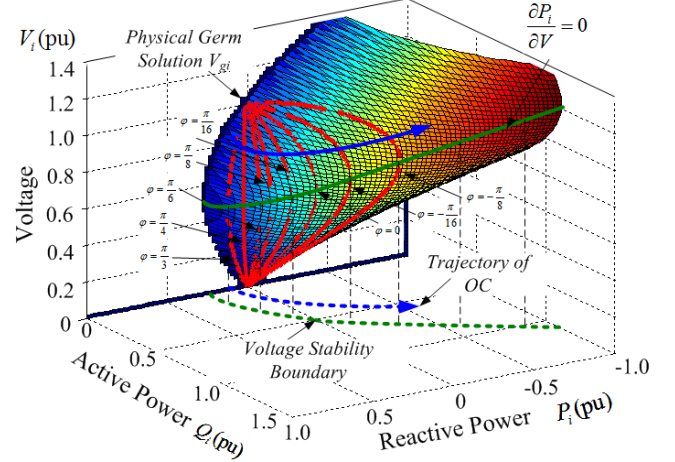 V_i(pu)
Physical Germ
Solution V_gi
∂P_i/∂V = 0
1.4
1.2
1.0
0.8
0.6
0.4
0.2
0
Voltage
φ = π/16
φ = π/8
φ = π/6
φ = π/4
φ = π/3
φ = -π/8
φ = -π/16
φ = 0
Trajectory of
OC
Voltage Stability
Boundary
0
0.5
1.0
1.5
Active Power Q_i(pu)
1.0
0.5
0
-0.5
-1.0
Reactive Power P_i(pu)